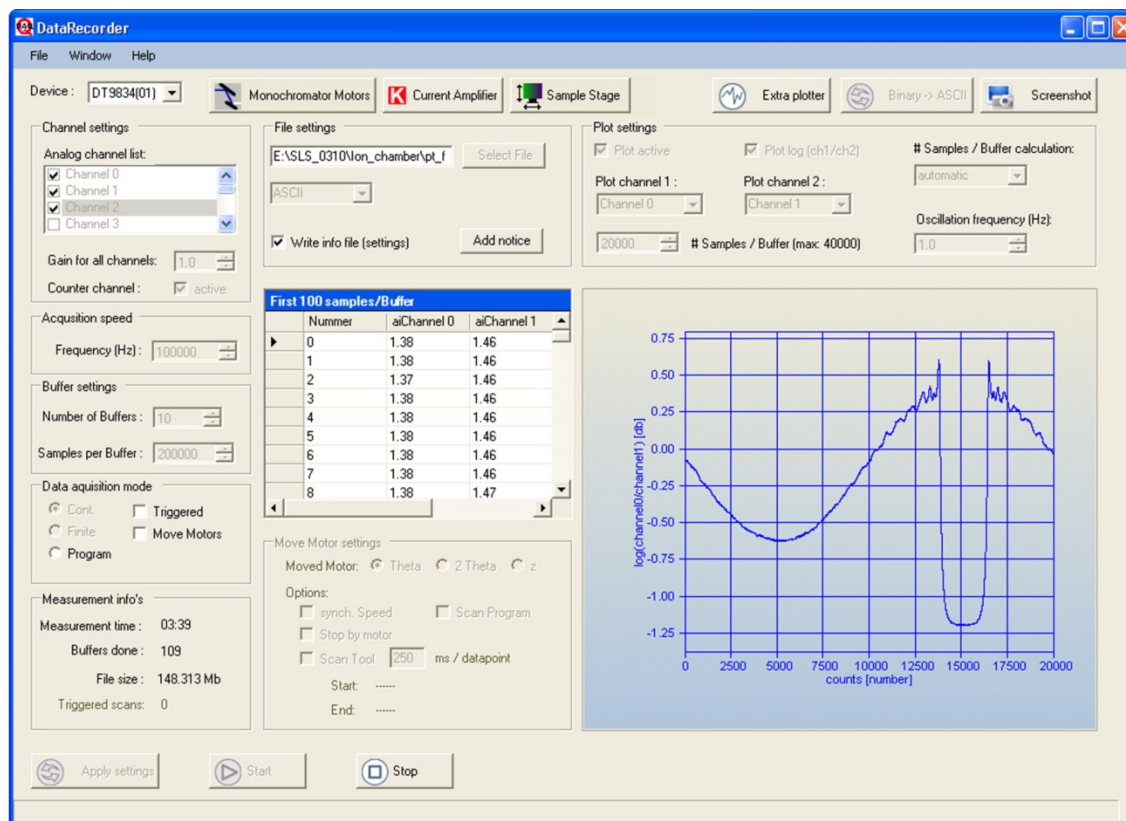 DataRecorder
File Window Help
Device : DT9834(01) Monochromator Motors K Current Amplifier Sample Stage Extra plotter Binary -> ASCII Screenshot
Channel settings
Analog channel list:
Channel 0
Channel 1
Channel 2
Channel 3
Gain for all channels: 1.0
Counter channel : active
Acqusition speed
Frequency (Hz) : 100000
Buffer settings
Number of Buffers : 10
Samples per Buffer : 200000
Data aquisition mode
Cont. Triggered
Finite Move Motors
Program
Measurement info's
Measurement time : 03:39
Buffers done : 109
File size : 148.313 Mb
Triggered scans: 0
File settings
E:\SLS_0310\Ion_chamber\pt_f Select File
ASCII
Write info file (settings) Add notice
First 100 samples/Buffer
Nummer aiChannel 0 aiChannel 1
0 1.38 1.46
1 1.38 1.46
2 1.37 1.46
3 1.38 1.46
4 1.38 1.46
5 1.38 1.46
6 1.38 1.46
7 1.38 1.46
8 1.38 1.47
Move Motor settings
Moved Motor: Theta 2 Theta z
Options:
synch. Speed Scan Program
Stop by motor
Scan Tool 250 ms / datapoint
Start: ------
End: ------
Plot settings
Plot active Plot log (ch1/ch2) # Samples / Buffer calculation:
automatic
Plot channel 1 : Plot channel 2 :
Channel 0 Channel 1
Oscillation frequency (Hz):
20000 # Samples / Buffer (max: 40000) 1.0
log(channel0/channel1) [db]
0.75
0.50
0.25
0.00
-0.25
-0.50
-0.75
-1.00
-1.25
0 2500 5000 7500 10000 12500 15000 17500 20000
counts [number]
Apply settings Start Stop